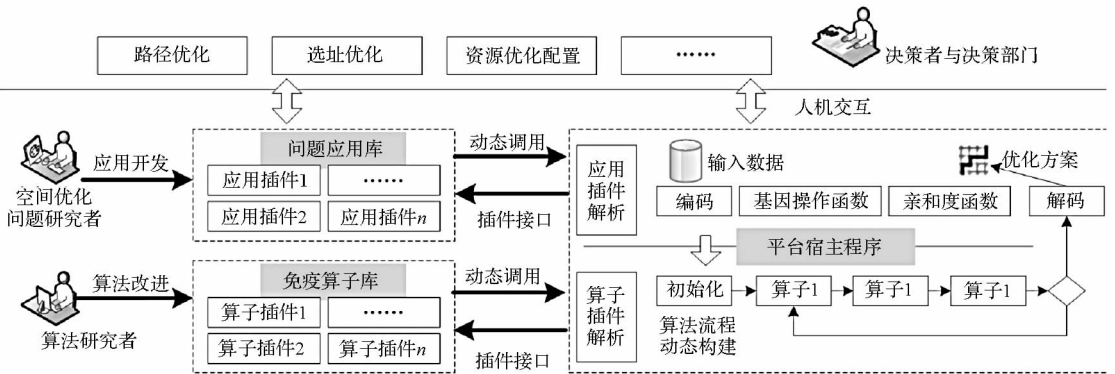 路径优化
选址优化
资源优化配置
……
决策者与决策部门
人机交互
空间优化
问题研究者
应用开发
问题应用库
应用插件1
……
应用插件2
应用插件n
动态调用
插件接口
应用
插件
解析
输入数据
优化方案
编码
基因操作函数
亲和度函数
解码
平台宿主程序
算法研究者
算法改进
免疫算子库
算子插件1
……
算子插件2
算子插件n
动态调用
插件接口
算子
插件
解析
初始化
算子1
算子1
算子1
算法流程
动态构建